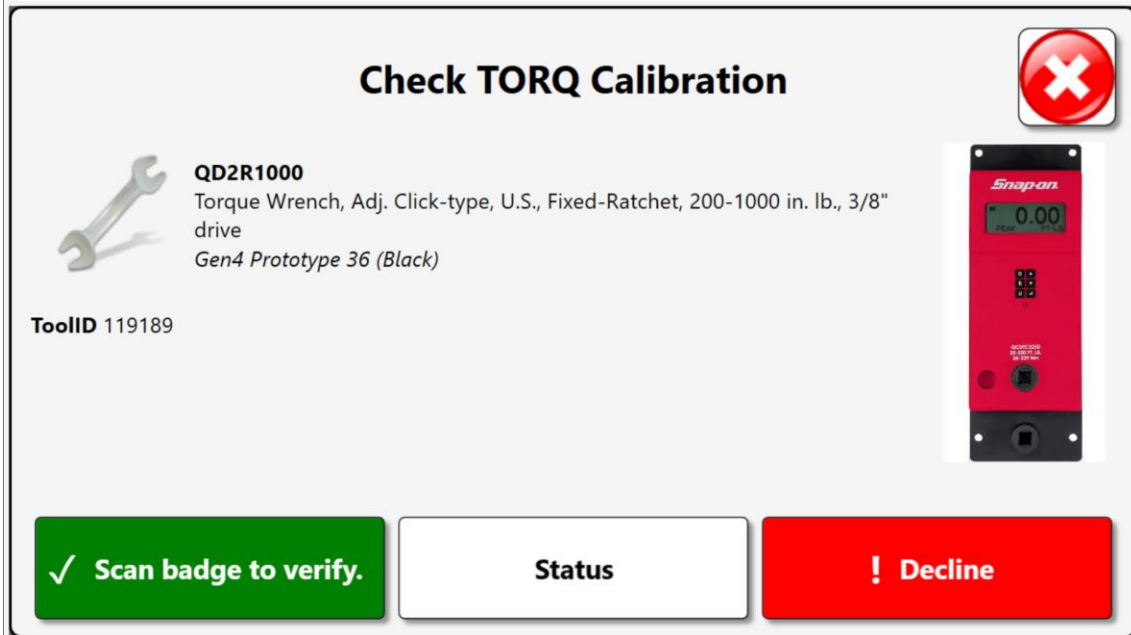 Check TORQ Calibration
QD2R1000
Torque Wrench, Adj. Click-type, U.S., Fixed-Ratchet, 200-1000 in. lb., 3/8"
drive
Gen4 Prototype 36 (Black)
ToolID 119189
Snap-on
0.00
PEAK FT-LB
✓ Scan badge to verify.
Status
! Decline